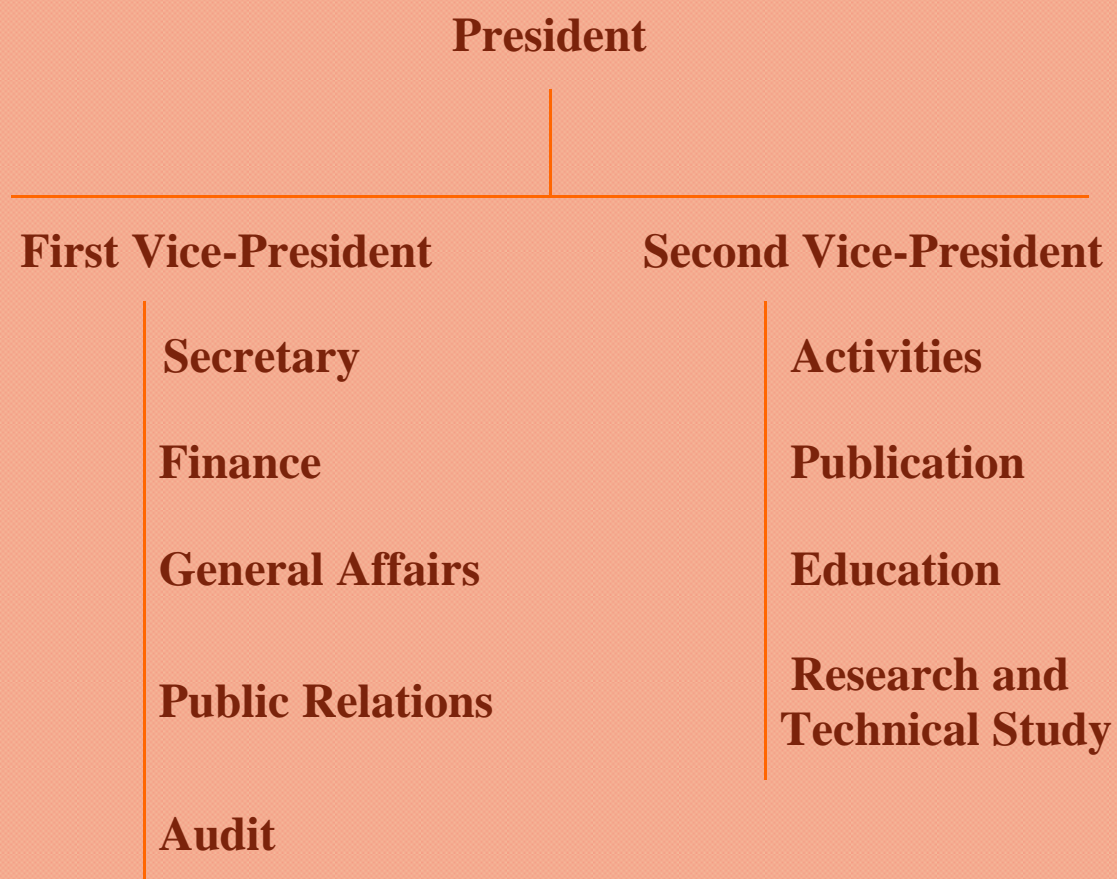 President
First Vice-President
Second Vice-President
Secretary
Finance
General Affairs
Public Relations
Audit
Activities
Publication
Education
Research and
Technical Study